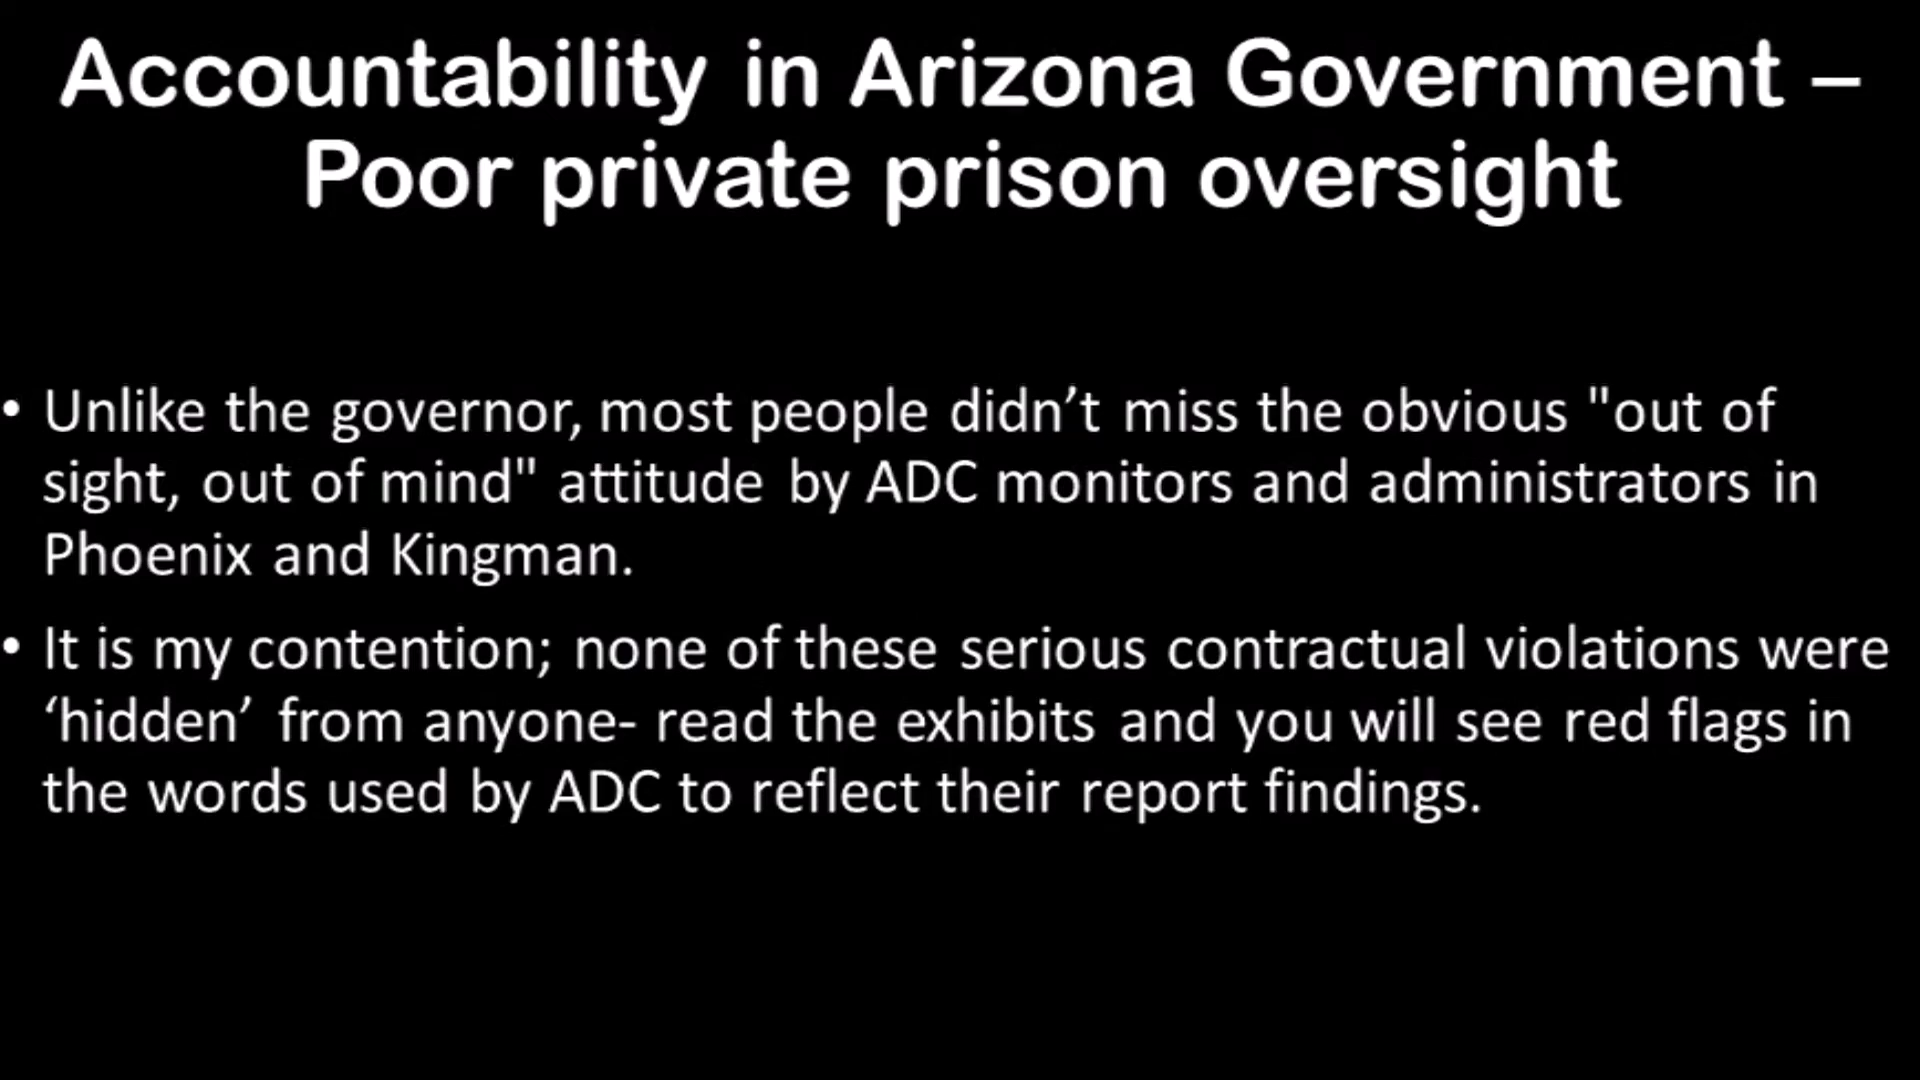 Accountability in Arizona Government –
Poor private prison oversight
• Unlike the governor, most people didn’t miss the obvious "out of
sight, out of mind" attitude by ADC monitors and administrators in
Phoenix and Kingman.
• It is my contention; none of these serious contractual violations were
‘hidden’ from anyone- read the exhibits and you will see red flags in
the words used by ADC to reflect their report findings.